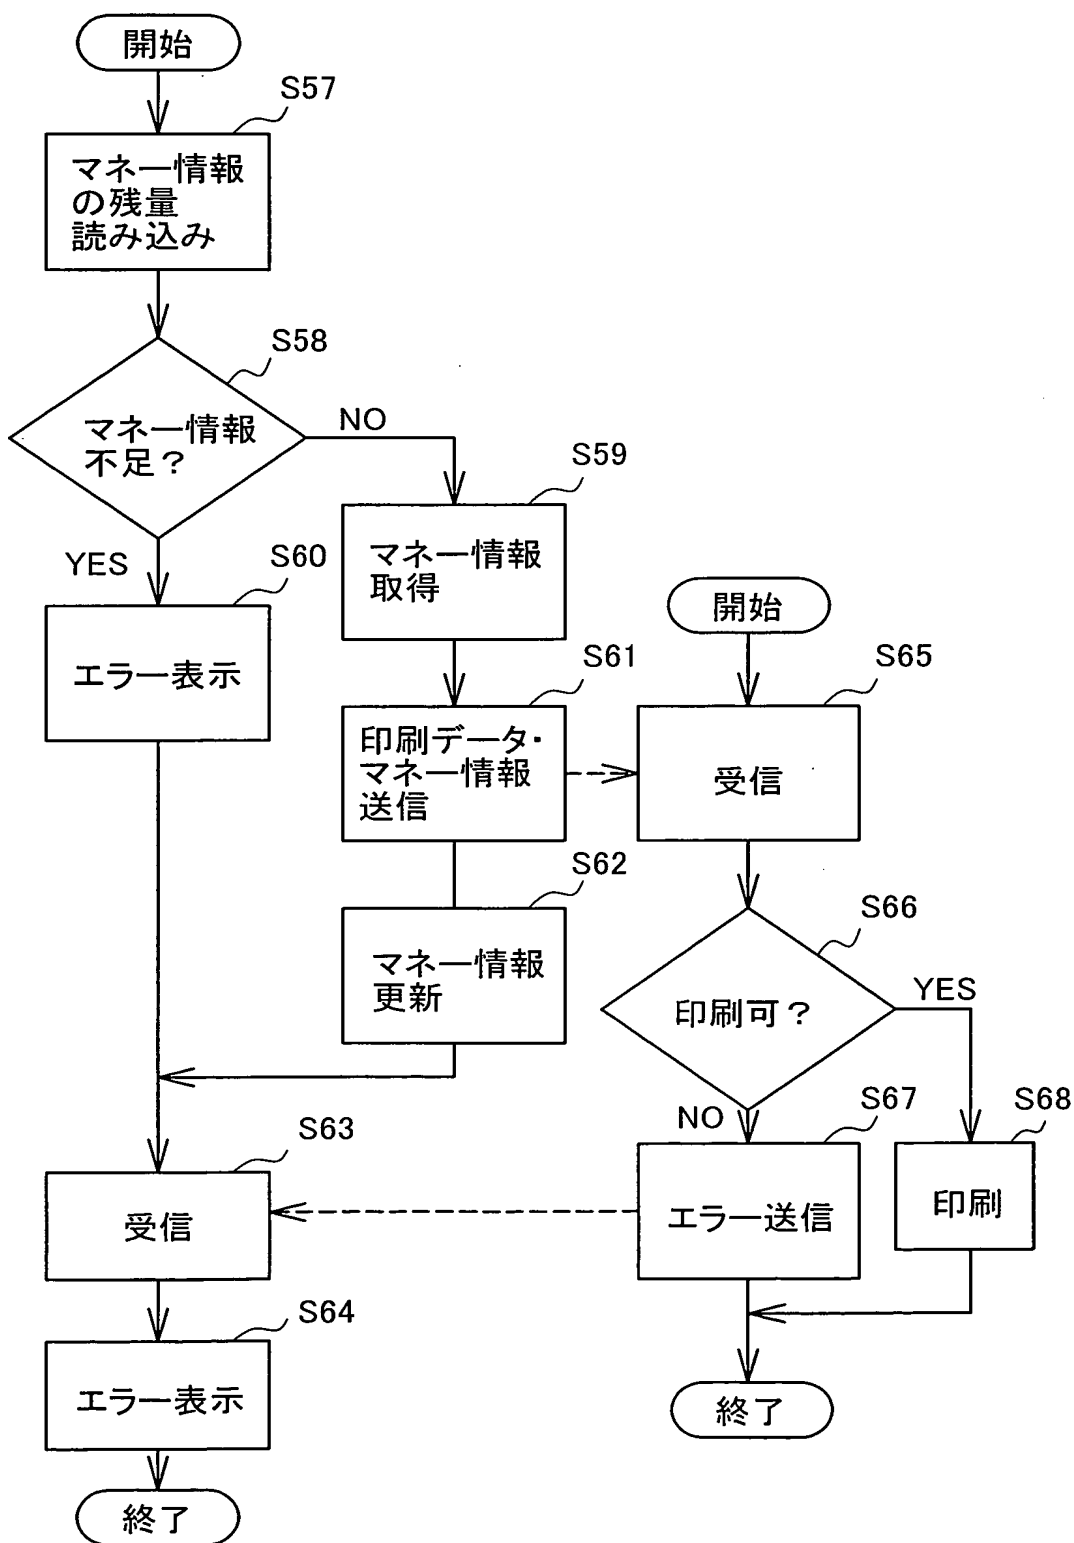 開始
S57
マネー情報
の残量
読み込み
S58
マネー情報
不足?
NO
YES
S59
マネー情報
取得
S60
エラー表示
S61
印刷データ・
マネー情報
送信
S62
マネー情報
更新
S63
受信
S64
エラー表示
終了
開始
S65
受信
S66
印刷可?
YES
NO
S67
エラー送信
S68
印刷
終了